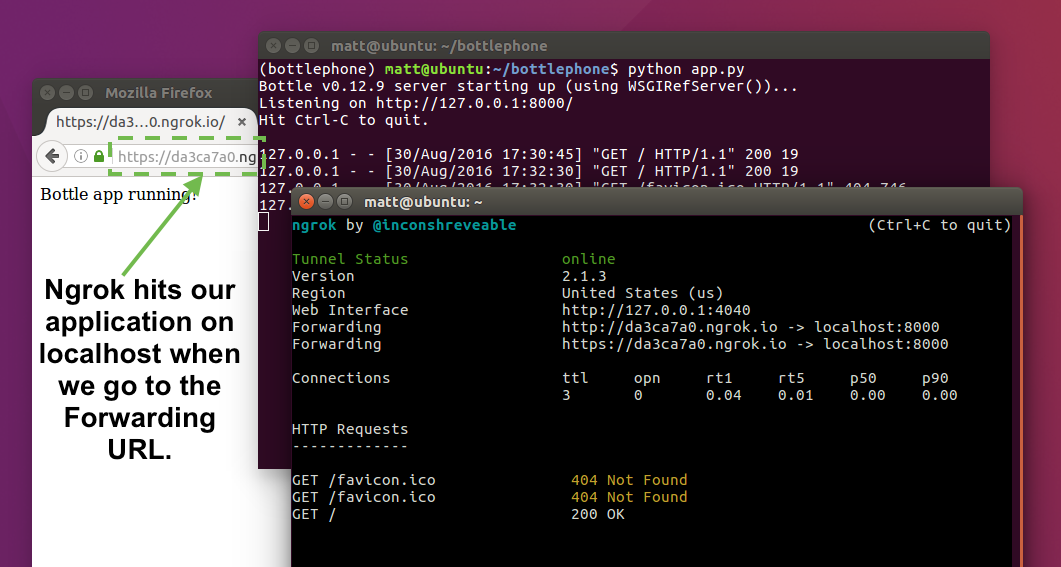 matt@ubuntu: ~/bottlephone
(bottlephone) matt@ubuntu:~/bottlephone$ python app.py
Bottle v0.12.9 server starting up (using WSGIRefServer())...
Listening on http://127.0.0.1:8000/
Hit Ctrl-C to quit.
127.0.0.1 - - [30/Aug/2016 17:30:45] "GET / HTTP/1.1" 200 19
127.0.0.1 - - [30/Aug/2016 17:32:30] "GET / HTTP/1.1" 200 19
127.0.0.1 - - [30/Aug/2016 17:32:30] "GET /favicon.ico HTTP/1.1" 404 746
127.
Mozilla Firefox
https://da3...0.ngrok.io/
https://da3ca7a0.ng
Bottle app running!
Ngrok hits our
application on
localhost when
we go to the
Forwarding
URL.
matt@ubuntu: ~
ngrok by @inconshreveable (Ctrl+C to quit)
Tunnel Status online
Version 2.1.3
Region United States (us)
Web Interface http://127.0.0.1:4040
Forwarding http://da3ca7a0.ngrok.io -> localhost:8000
Forwarding https://da3ca7a0.ngrok.io -> localhost:8000
Connections ttl opn rt1 rt5 p50 p90
3 0 0.04 0.01 0.00 0.00
HTTP Requests
-------------
GET /favicon.ico 404 Not Found
GET /favicon.ico 404 Not Found
GET / 200 OK